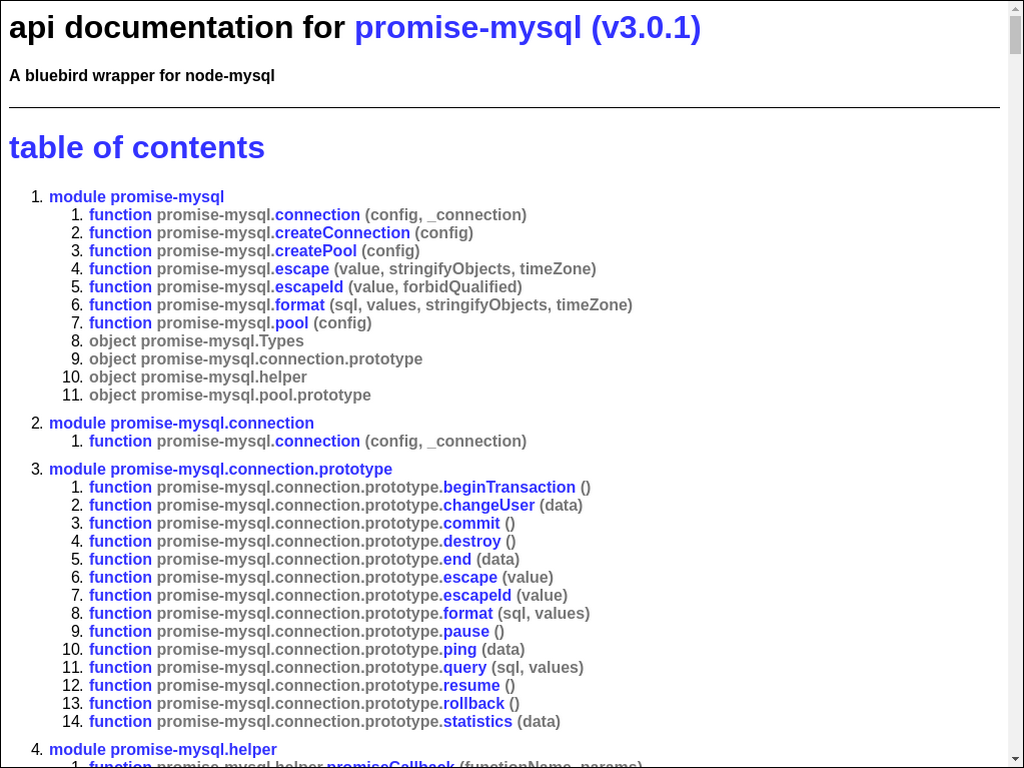 api documentation for promise-mysql (v3.0.1)
A bluebird wrapper for node-mysql
table of contents
1. module promise-mysql
1. function promise-mysql.connection (config, _connection)
2. function promise-mysql.createConnection (config)
3. function promise-mysql.createPool (config)
4. function promise-mysql.escape (value, stringifyObjects, timeZone)
5. function promise-mysql.escapeId (value, forbidQualified)
6. function promise-mysql.format (sql, values, stringifyObjects, timeZone)
7. function promise-mysql.pool (config)
8. object promise-mysql.Types
9. object promise-mysql.connection.prototype
10. object promise-mysql.helper
11. object promise-mysql.pool.prototype
2. module promise-mysql.connection
1. function promise-mysql.connection (config, _connection)
3. module promise-mysql.connection.prototype
1. function promise-mysql.connection.prototype.beginTransaction ()
2. function promise-mysql.connection.prototype.changeUser (data)
3. function promise-mysql.connection.prototype.commit ()
4. function promise-mysql.connection.prototype.destroy ()
5. function promise-mysql.connection.prototype.end (data)
6. function promise-mysql.connection.prototype.escape (value)
7. function promise-mysql.connection.prototype.escapeId (value)
8. function promise-mysql.connection.prototype.format (sql, values)
9. function promise-mysql.connection.prototype.pause ()
10. function promise-mysql.connection.prototype.ping (data)
11. function promise-mysql.connection.prototype.query (sql, values)
12. function promise-mysql.connection.prototype.resume ()
13. function promise-mysql.connection.prototype.rollback ()
14. function promise-mysql.connection.prototype.statistics (data)
4. module promise-mysql.helper
1. function promise-mysql.helper.promiseCallback (functionName, params)